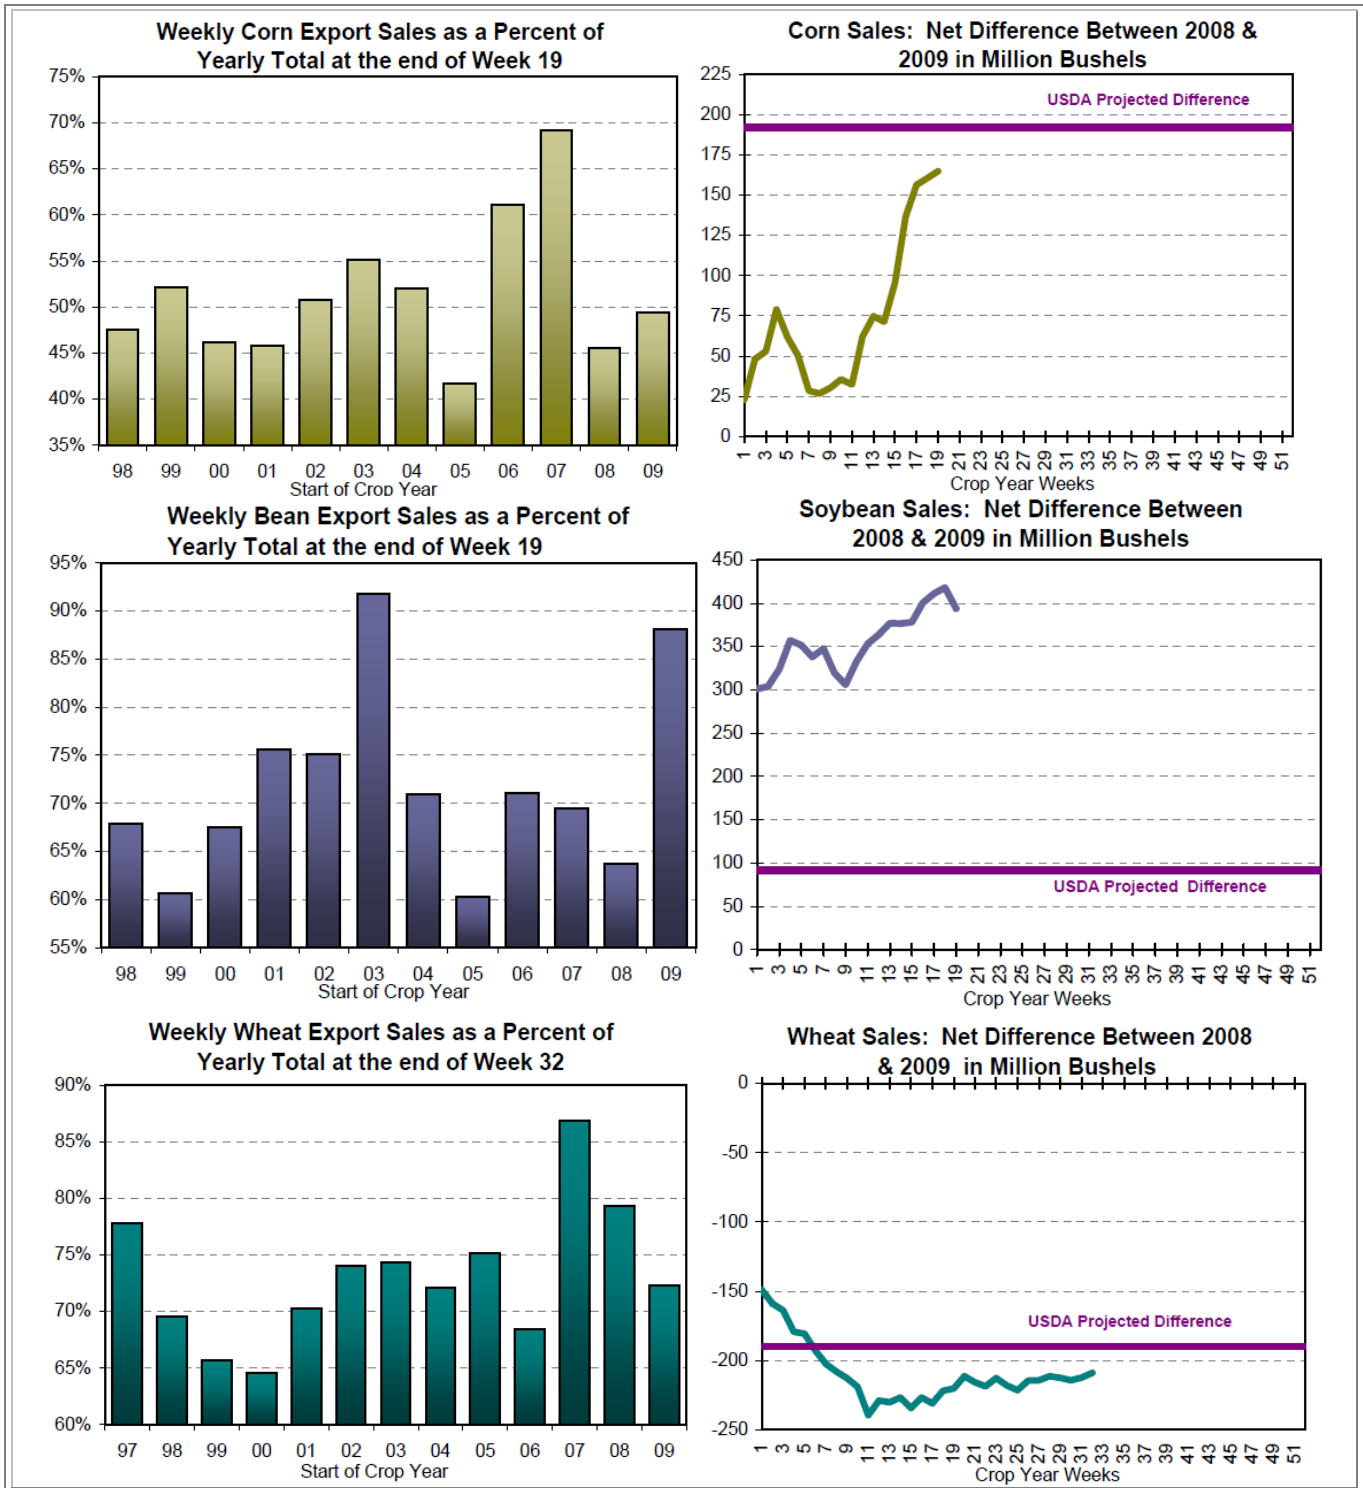 Weekly Corn Export Sales as a Percent of
Yearly Total at the end of Week 19
75%
70%
65%
60%
55%
50%
45%
40%
35%
98 99 00 01 02 03 04 05 06 07 08 09
Start of Crop Year
Corn Sales:  Net Difference Between 2008 &
2009 in Million Bushels
225
200
175
150
125
100
75
50
25
0
USDA Projected Difference
1 3 5 7 9 11 13 15 17 19 21 23 25 27 29 31 33 35 37 39 41 43 45 47 49 51
Crop Year Weeks
Weekly Bean Export Sales as a Percent of
Yearly Total at the end of Week 19
95%
90%
85%
80%
75%
70%
65%
60%
55%
98 99 00 01 02 03 04 05 06 07 08 09
Start of Crop Year
Soybean Sales:  Net Difference Between
2008 & 2009 in Million Bushels
450
400
350
300
250
200
150
100
50
0
USDA Projected  Difference
1 3 5 7 9 11 13 15 17 19 21 23 25 27 29 31 33 35 37 39 41 43 45 47 49 51
Crop Year Weeks
Weekly Wheat Export Sales as a Percent of
Yearly Total at the end of Week 32
90%
85%
80%
75%
70%
65%
60%
97 98 99 00 01 02 03 04 05 06 07 08 09
Start of Crop Year
Wheat Sales:  Net Difference Between 2008
& 2009  in Million Bushels
0
-50
-100
-150
-200
-250
USDA Projected Difference
1 3 5 7 9 11 13 15 17 19 21 23 25 27 29 31 33 35 37 39 41 43 45 47 49 51
Crop Year Weeks